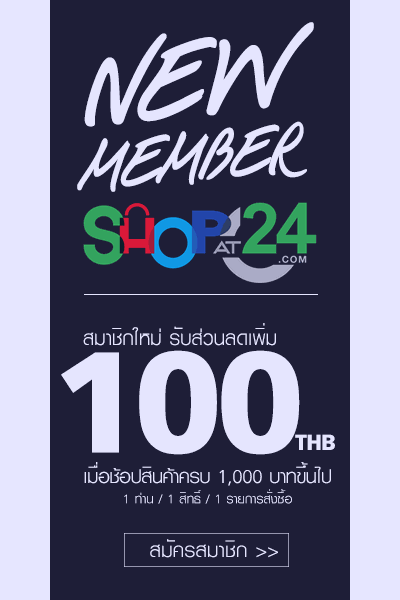 NEW
MEMBER
SHOP AT 24
.COM
สมาชิกใหม่ รับส่วนลดเพิ่ม
100 THB
เมื่อช้อปสินค้าครบ 1,000 บาทขึ้นไป
1 ท่าน / 1 สิทธิ์ / 1 รายการสั่งซื้อ
สมัครสมาชิก >>